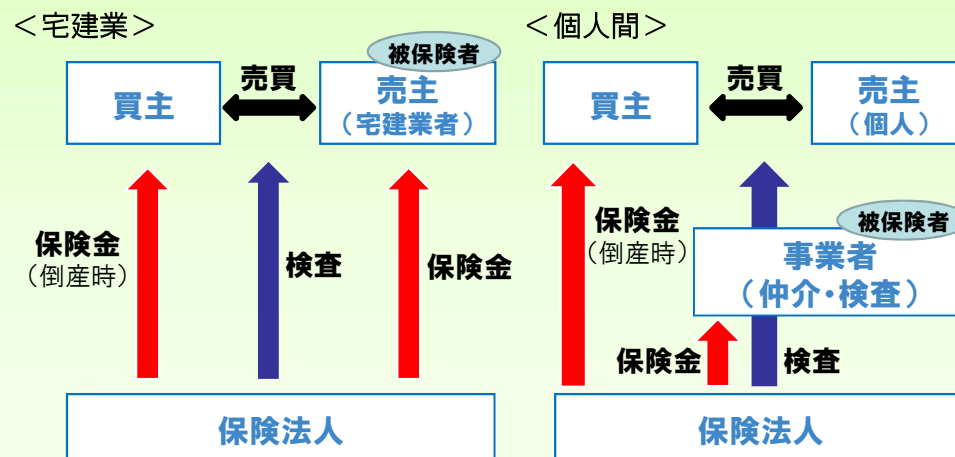 ＜宅建業＞
被保険者
買主
売買
売主
（宅建業者）
保険金
（倒産時）
検査
保険金
保険法人
＜個人間＞
買主
売買
売主
（個人）
保険金
（倒産時）
被保険者
事業者
（仲介・検査）
保険金
検査
保険法人